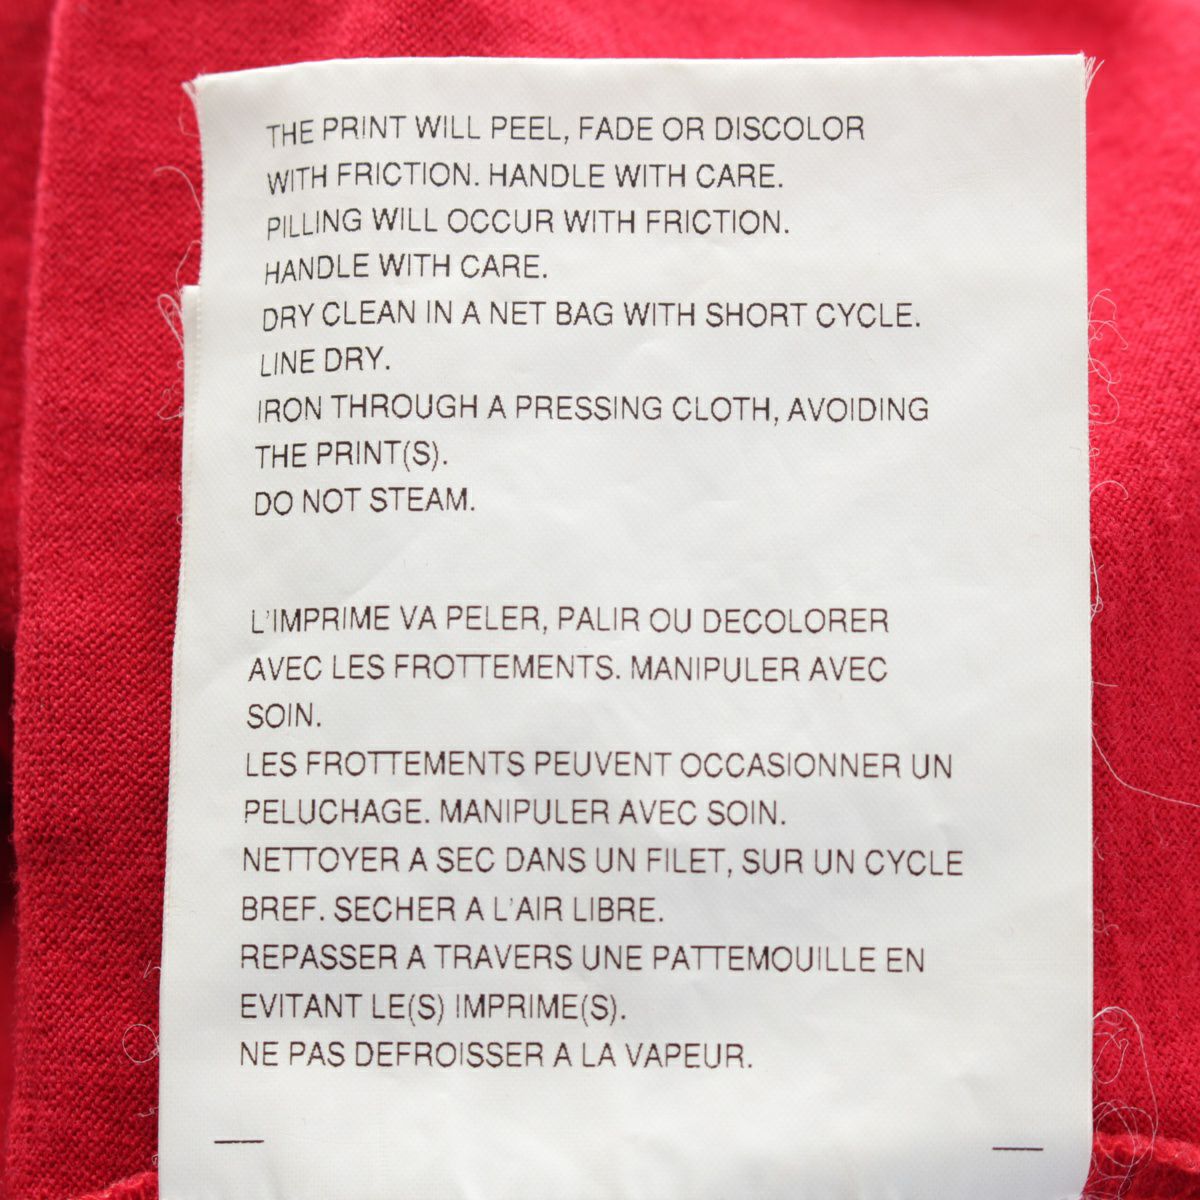 THE PRINT WILL PEEL, FADE OR DISCOLOR
WITH FRICTION. HANDLE WITH CARE.
PILLING WILL OCCUR WITH FRICTION.
HANDLE WITH CARE.
DRY CLEAN IN A NET BAG WITH SHORT CYCLE.
LINE DRY.
IRON THROUGH A PRESSING CLOTH, AVOIDING
THE PRINT(S).
DO NOT STEAM.
L'IMPRIME VA PELER, PALIR OU DECOLORER
AVEC LES FROTTEMENTS. MANIPULER AVEC
SOIN.
LES FROTTEMENTS PEUVENT OCCASIONNER UN
PELUCHAGE. MANIPULER AVEC SOIN.
NETTOYER A SEC DANS UN FILET, SUR UN CYCLE
BREF. SECHER A L'AIR LIBRE.
REPASSER A TRAVERS UNE PATTEMOUILLE EN
EVITANT LE(S) IMPRIME(S).
NE PAS DEFROISSER A LA VAPEUR.